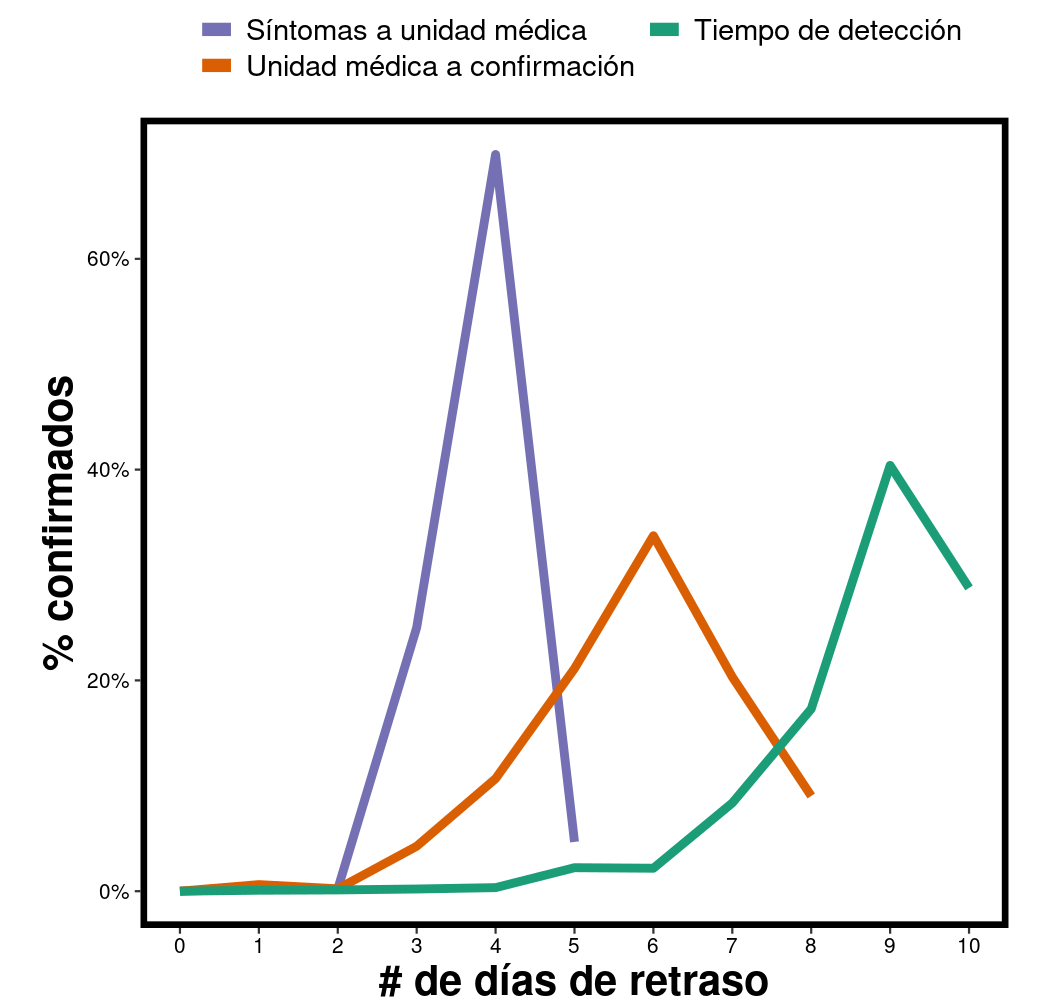 Síntomas a unidad médica
Tiempo de detección
Unidad médica a confirmación
60%
40%
20%
0%
% confirmados
0 1 2 3 4 5 6 7 8 9 10
# de días de retraso